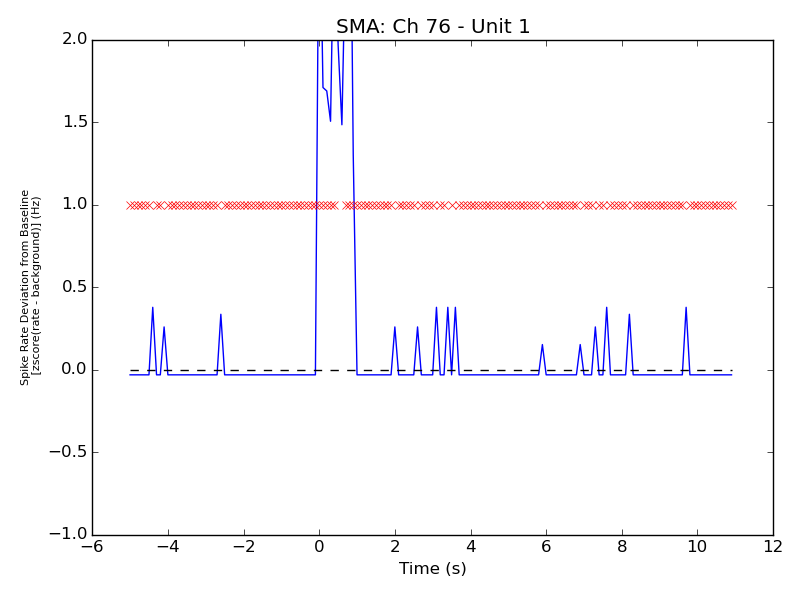 SMA: Ch 76 - Unit 1
2.0
1.5
1.0
0.5
0.0
−0.5
−1.0
Spike Rate Deviation from Baseline
[zscore(rate - background)] (Hz)
−6 −4 −2 0 2 4 6 8 10 12
Time (s)